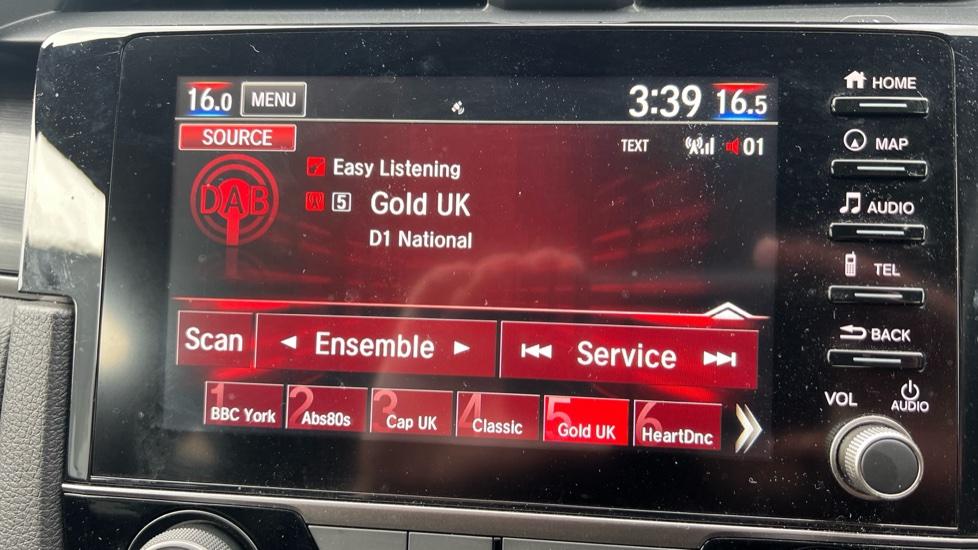 16.0 MENU 3:39 16.5
SOURCE TEXT 01
DAB
Easy Listening
5 Gold UK
D1 National
Scan Ensemble Service
1 BBC York 2 Abs80s 3 Cap UK 4 Classic 5 Gold UK 6 HeartDnc
HOME
MAP
AUDIO
TEL
BACK
VOL AUDIO